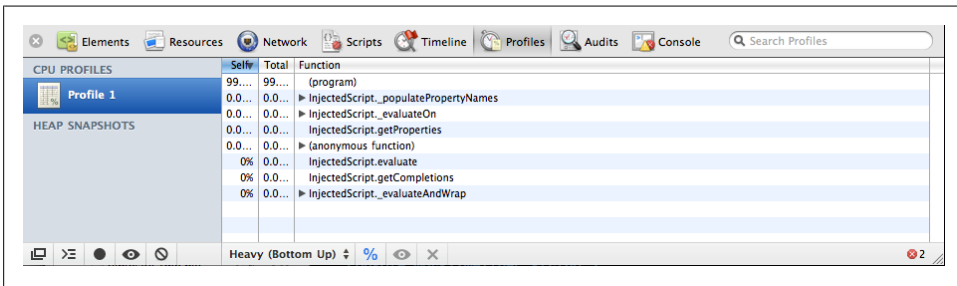 Elements Resources Network Scripts Timeline Profiles Audits Console Search Profiles
CPU PROFILES
Profile 1
HEAP SNAPSHOTS
Self Total Function
99.... 99.... (program)
0.0... 0.0... InjectedScript._populatePropertyNames
0.0... 0.0... InjectedScript._evaluateOn
0.0... 0.0... InjectedScript.getProperties
0.0... 0.0... (anonymous function)
0% 0.0... InjectedScript.evaluate
0% 0.0... InjectedScript.getCompletions
0% 0.0... InjectedScript._evaluateAndWrap
Heavy (Bottom Up) % 2